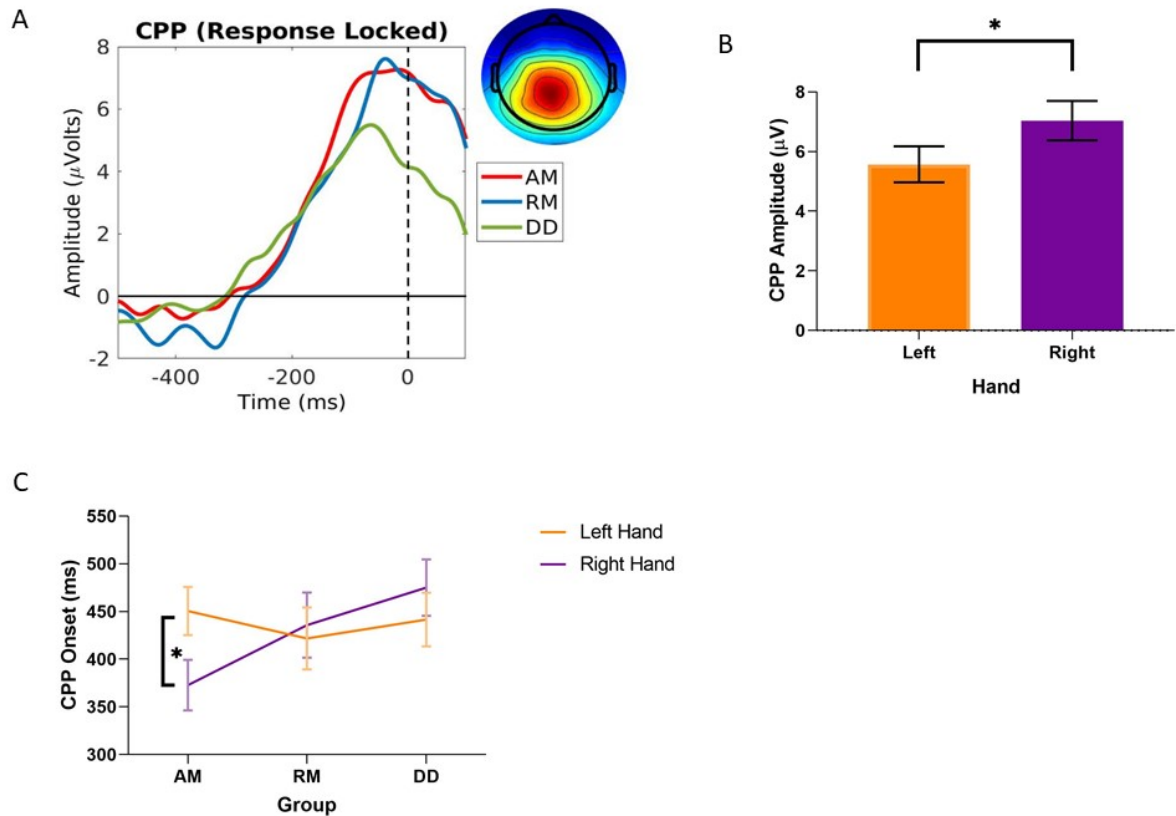 A
CPP (Response Locked)
8
6
4
2
0
-2
Amplitude (μVolts)
-400
-200
0
Time (ms)
AM
RM
DD
B
*
8
6
4
2
0
CPP Amplitude (μV)
Left
Right
Hand
C
550
500
450
400
350
300
CPP Onset (ms)
*
AM
RM
DD
Group
Left Hand
Right Hand